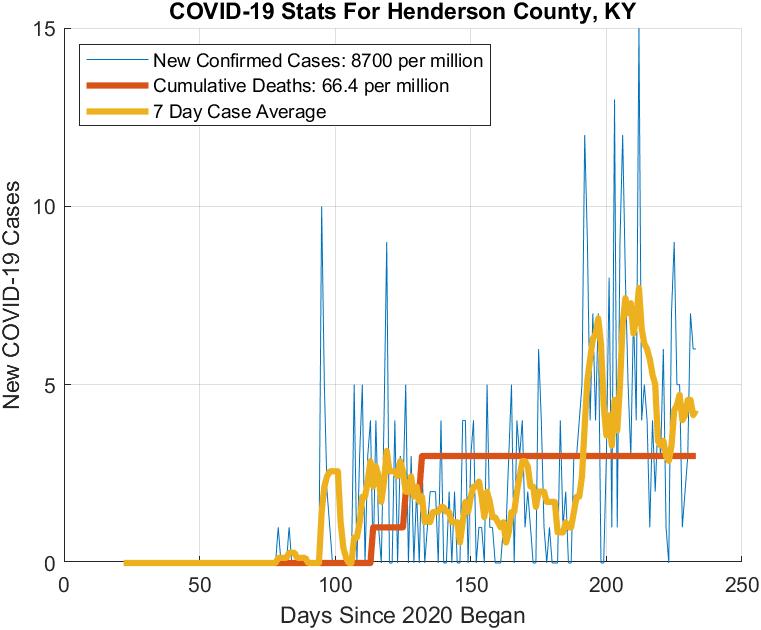 COVID-19 Stats For Henderson County, KY
New Confirmed Cases: 8700 per million
Cumulative Deaths: 66.4 per million
7 Day Case Average
New COVID-19 Cases
15
10
5
0
0 50 100 150 200 250
Days Since 2020 Began